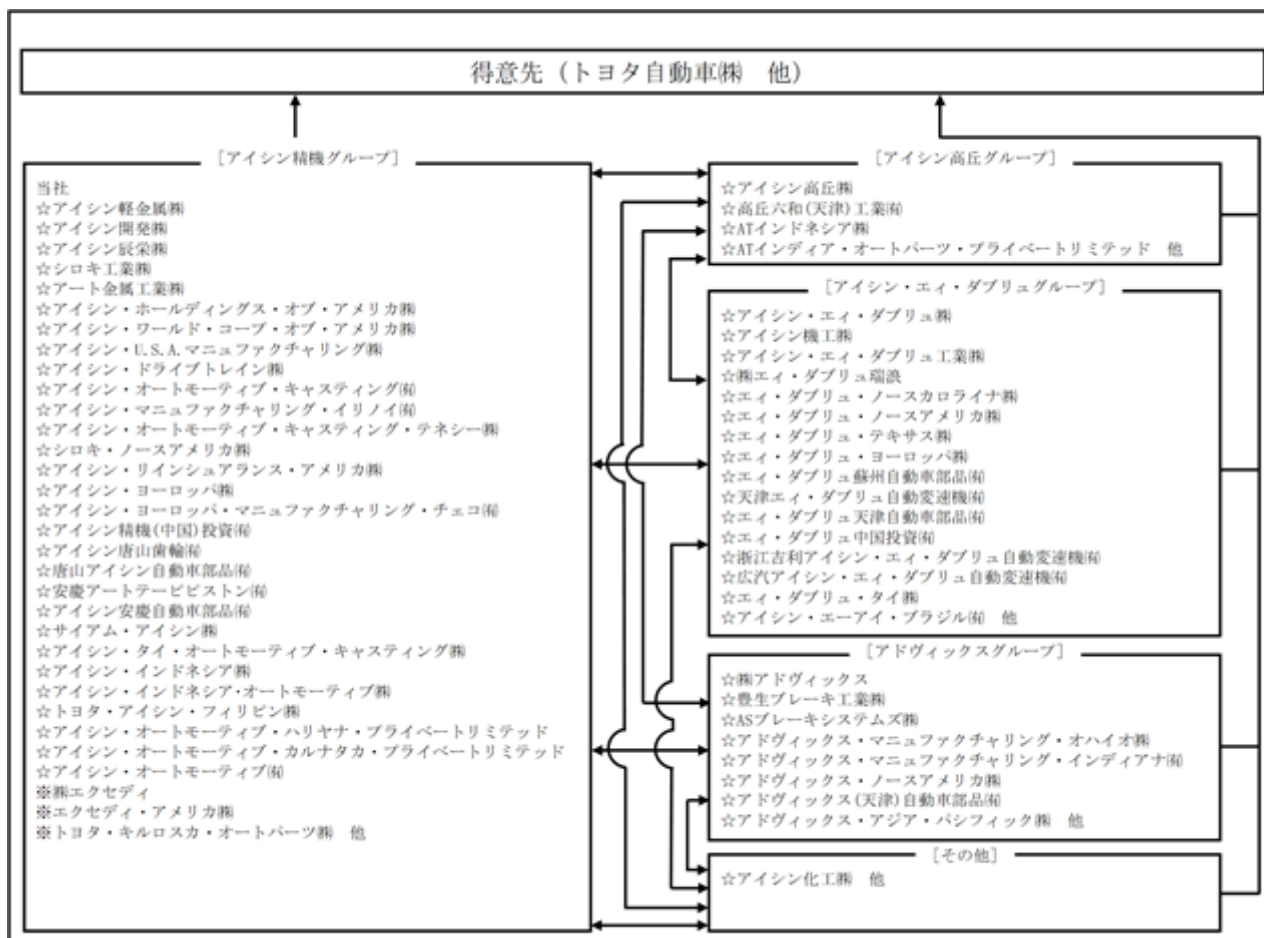 得意先（トヨタ自動車㈱　他）
［アイシン精機グループ］
当社
☆アイシン軽金属㈱
☆アイシン開発㈱
☆アイシン辰栄㈱
☆シロキ工業㈱
☆アート金属工業㈱
☆アイシン・ホールディングス・オブ・アメリカ㈱
☆アイシン・ワールド・コープ・オブ・アメリカ㈱
☆アイシン・U.S.A.マニュファクチャリング㈱
☆アイシン・ドライブトレイン㈱
☆アイシン・オートモーティブ・キャスティング㈲
☆アイシン・マニュファクチャリング・イリノイ㈲
☆アイシン・オートモーティブ・キャスティング・テネシー㈱
☆シロキ・ノースアメリカ㈱
☆アイシン・リインシュアランス・アメリカ㈱
☆アイシン・ヨーロッパ㈱
☆アイシン・ヨーロッパ・マニュファクチャリング・チェコ㈲
☆アイシン精機(中国)投資㈲
☆アイシン唐山歯輪㈲
☆唐山アイシン自動車部品㈲
☆安慶アートテーピピストン㈲
☆アイシン安慶自動車部品㈲
☆サイアム・アイシン㈱
☆アイシン・タイ・オートモーティブ・キャスティング㈱
☆アイシン・インドネシア㈱
☆アイシン・インドネシア・オートモーティブ㈱
☆トヨタ・アイシン・フィリピン㈱
☆アイシン・オートモーティブ・ハリヤナ・プライベートリミテッド
☆アイシン・オートモーティブ・カルナタカ・プライベートリミテッド
☆アイシン・オートモーティブ㈲
※㈱エクセディ
※エクセディ・アメリカ㈱
※トヨタ・キルロスカ・オートパーツ㈱　他
［アイシン高丘グループ］
☆アイシン高丘㈱
☆高丘六和(天津)工業㈲
☆ATインドネシア㈱
☆ATインディア・オートパーツ・プライベートリミテッド　他
［アイシン・エィ・ダブリュグループ］
☆アイシン・エィ・ダブリュ㈱
☆アイシン機工㈱
☆アイシン・エィ・ダブリュ工業㈱
☆㈱エィ・ダブリュ瑞浪
☆エィ・ダブリュ・ノースカロライナ㈱
☆エィ・ダブリュ・ノースアメリカ㈱
☆エィ・ダブリュ・テキサス㈱
☆エィ・ダブリュ・ヨーロッパ㈱
☆エィ・ダブリュ蘇州自動車部品㈲
☆天津エィ・ダブリュ自動変速機㈲
☆エィ・ダブリュ天津自動車部品㈲
☆エィ・ダブリュ中国投資㈲
☆浙江吉利アイシン・エィ・ダブリュ自動変速機㈲
☆広汽アイシン・エィ・ダブリュ自動変速機㈲
☆エィ・ダブリュ・タイ㈱
☆アイシン・エーアイ・ブラジル㈲　他
［アドヴィックスグループ］
☆㈱アドヴィックス
☆豊生ブレーキ工業㈱
☆ASブレーキシステムズ㈱
☆アドヴィックス・マニュファクチャリング・オハイオ㈱
☆アドヴィックス・マニュファクチャリング・インディアナ㈲
☆アドヴィックス・ノースアメリカ㈱
☆アドヴィックス(天津)自動車部品㈲
☆アドヴィックス・アジア・パシフィック㈱　他
［その他］
☆アイシン化工㈱　他